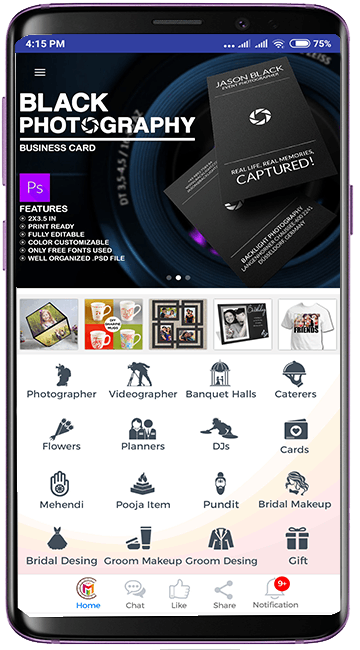 4:15 PM
75%
BLACK
PHOTOGRAPHY
BUSINESS CARD
Ps
FEATURES
2X3.5 IN
PRINT READY
FULLY EDITABLE
COLOR CUSTOMIZABLE
ONLY FREE FONTS USED
WELL ORGANIZED .PSD FILE
JASON BLACK
EVENT PHOTOGRAPHER
REAL LIFE. REAL MEMORIES,
CAPTURED!
BACKLIGHT PHOTOGRAPHY
DÜSSELDORF, GERMANY
FRIENDS
Photographer Videographer Banquet Halls Caterers
Flowers Planners DJs Cards
Mehendi Pooja Item Pundit Bridal Makeup
Bridal Desing Groom Makeup Groom Desing Gift
9+
Home Chat Like Share Notification